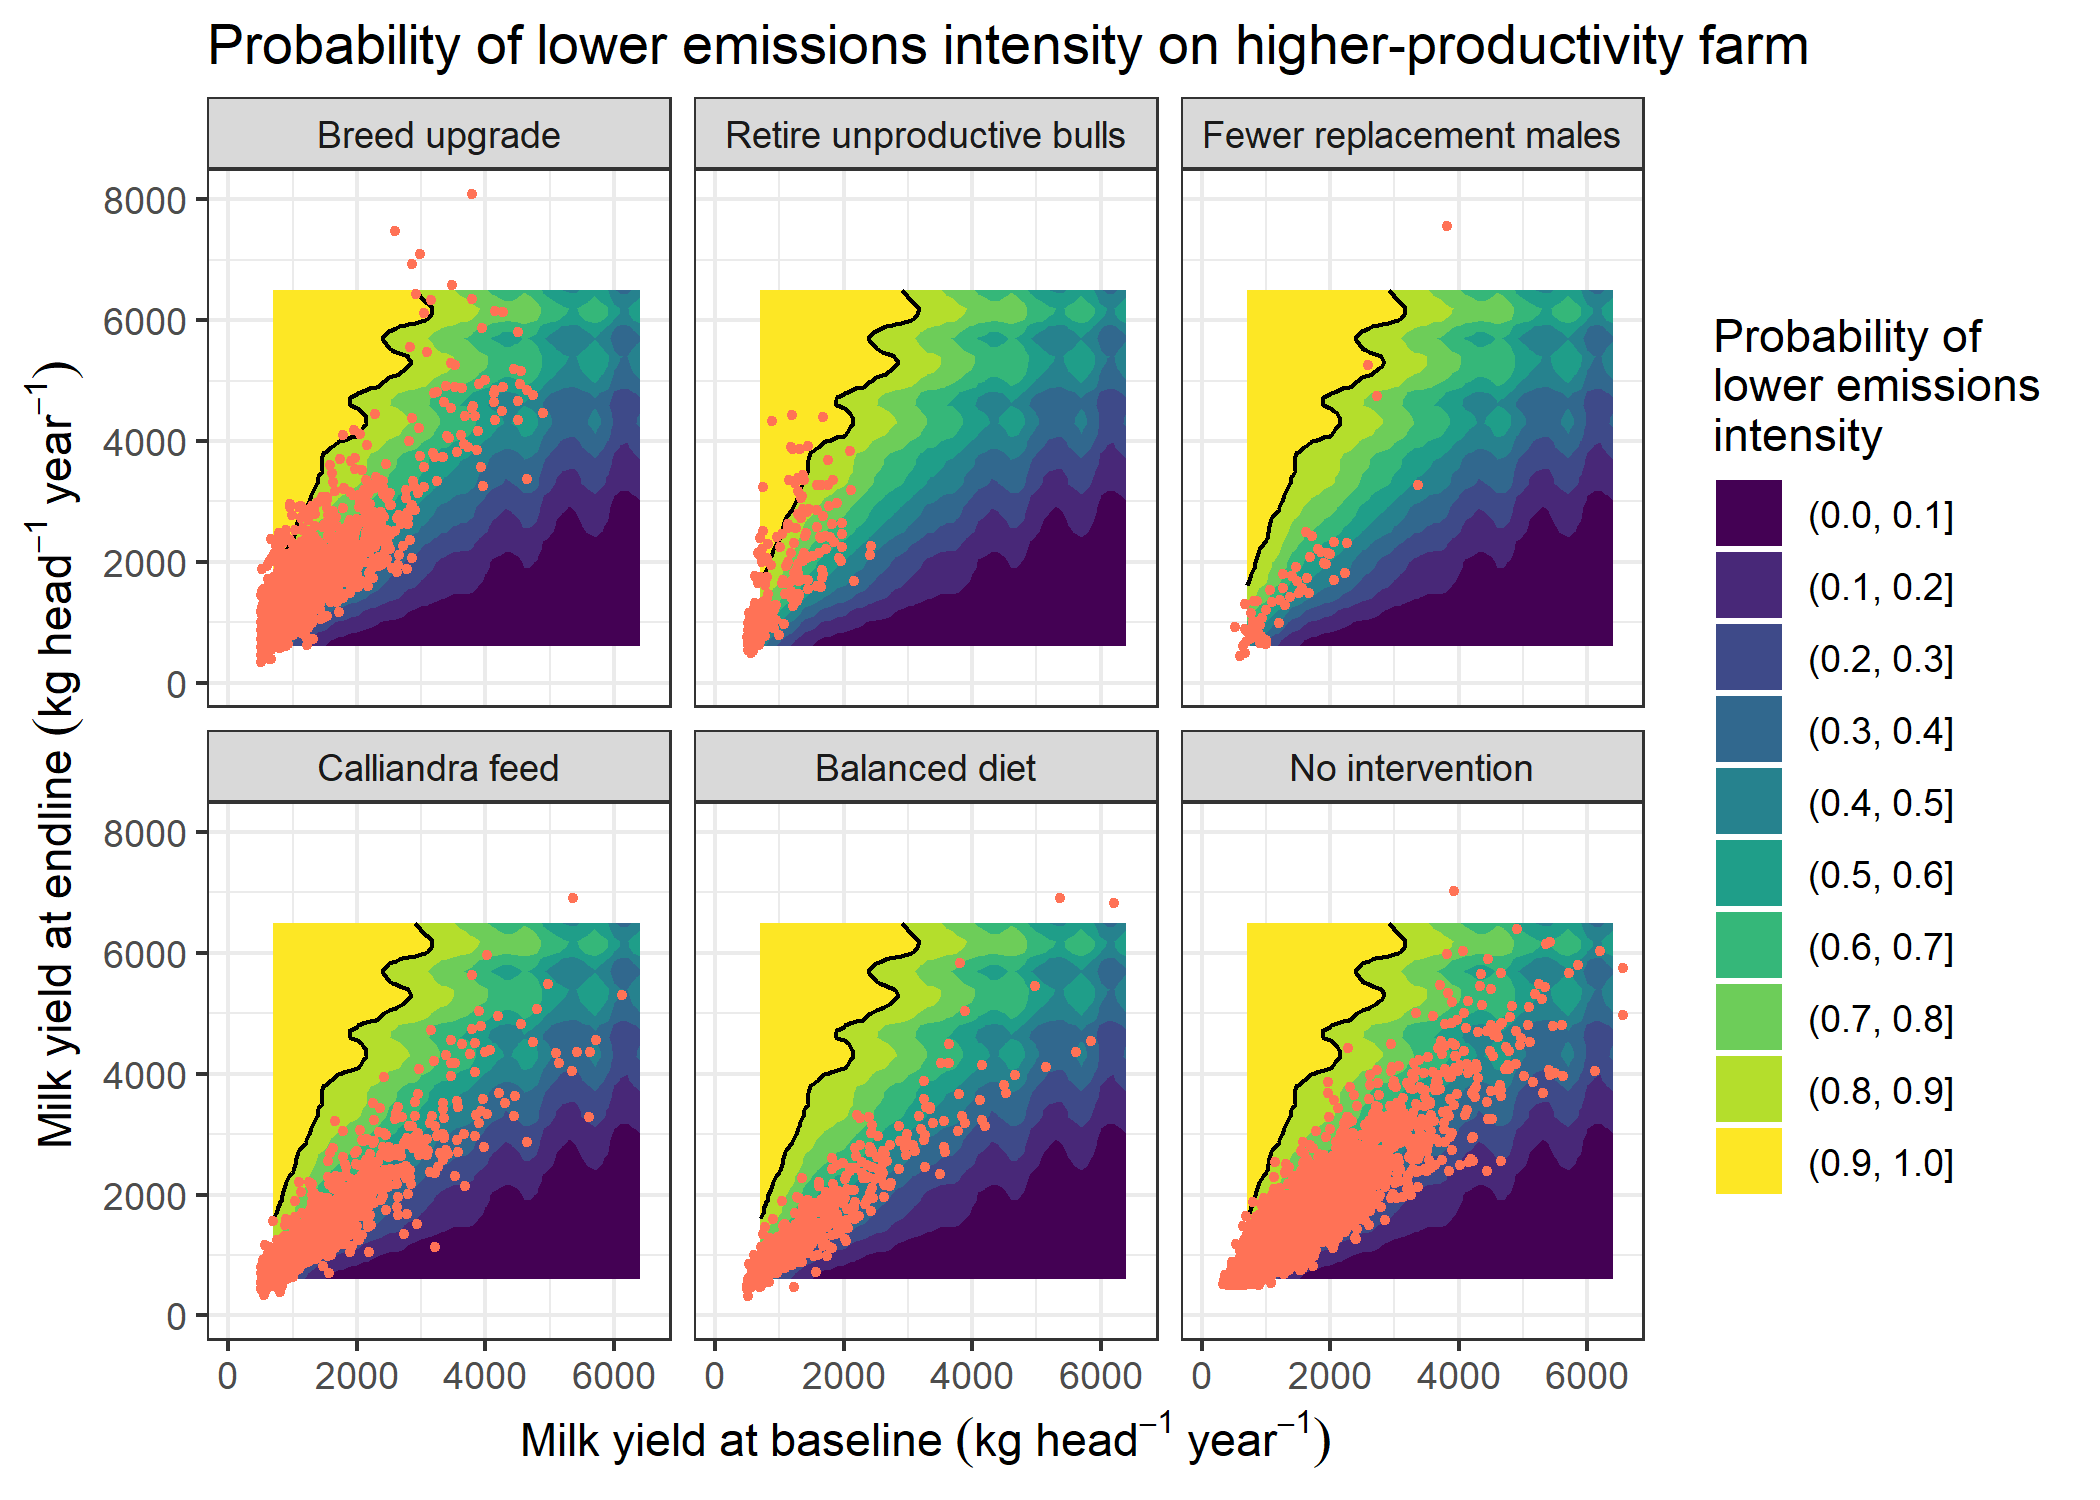 Probability of lower emissions intensity on higher-productivity farm
Breed upgrade
Retire unproductive bulls
Fewer replacement males
8000
6000
4000
2000
0
Calliandra feed
Balanced diet
No intervention
8000
6000
4000
2000
0
0 2000 4000 6000
0 2000 4000 6000
0 2000 4000 6000
Milk yield at baseline (kg head⁻¹ year⁻¹)
Milk yield at endline (kg head⁻¹ year⁻¹)
Probability of
lower emissions
intensity
(0.0, 0.1]
(0.1, 0.2]
(0.2, 0.3]
(0.3, 0.4]
(0.4, 0.5]
(0.5, 0.6]
(0.6, 0.7]
(0.7, 0.8]
(0.8, 0.9]
(0.9, 1.0]